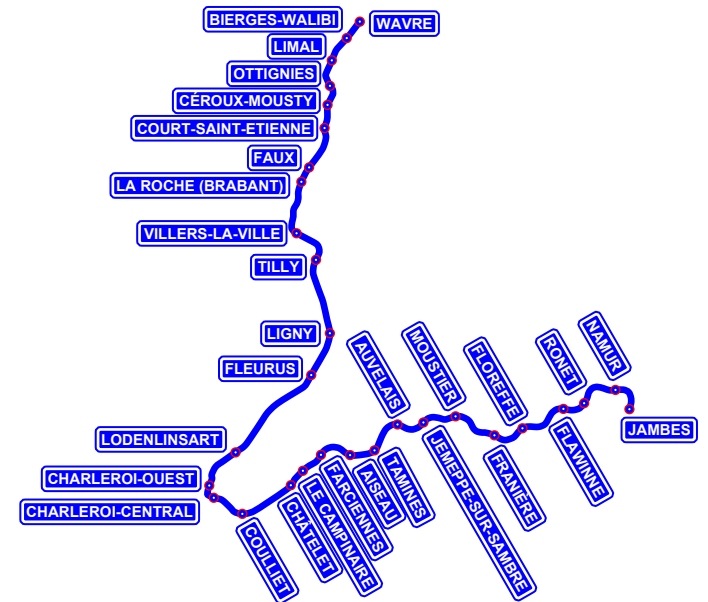 BIERGES-WALIBI
WAVRE
LIMAL
OTTIGNIES
CÉROUX-MOUSTY
COURT-SAINT-ETIENNE
FAUX
LA ROCHE (BRABANT)
VILLERS-LA-VILLE
TILLY
LIGNY
FLEURUS
LODENLINSART
CHARLEROI-OUEST
CHARLEROI-CENTRAL
COULLIET
CHÂTELET
LE CAMPINAIRE
FARCIENNES
AISEAU
TAMINES
AUVELAIS
JEMEPPE-SUR-SAMBRE
MOUSTIER
FRANIÈRE
FLOREFFE
FLAWINNE
RONET
NAMUR
JAMBES